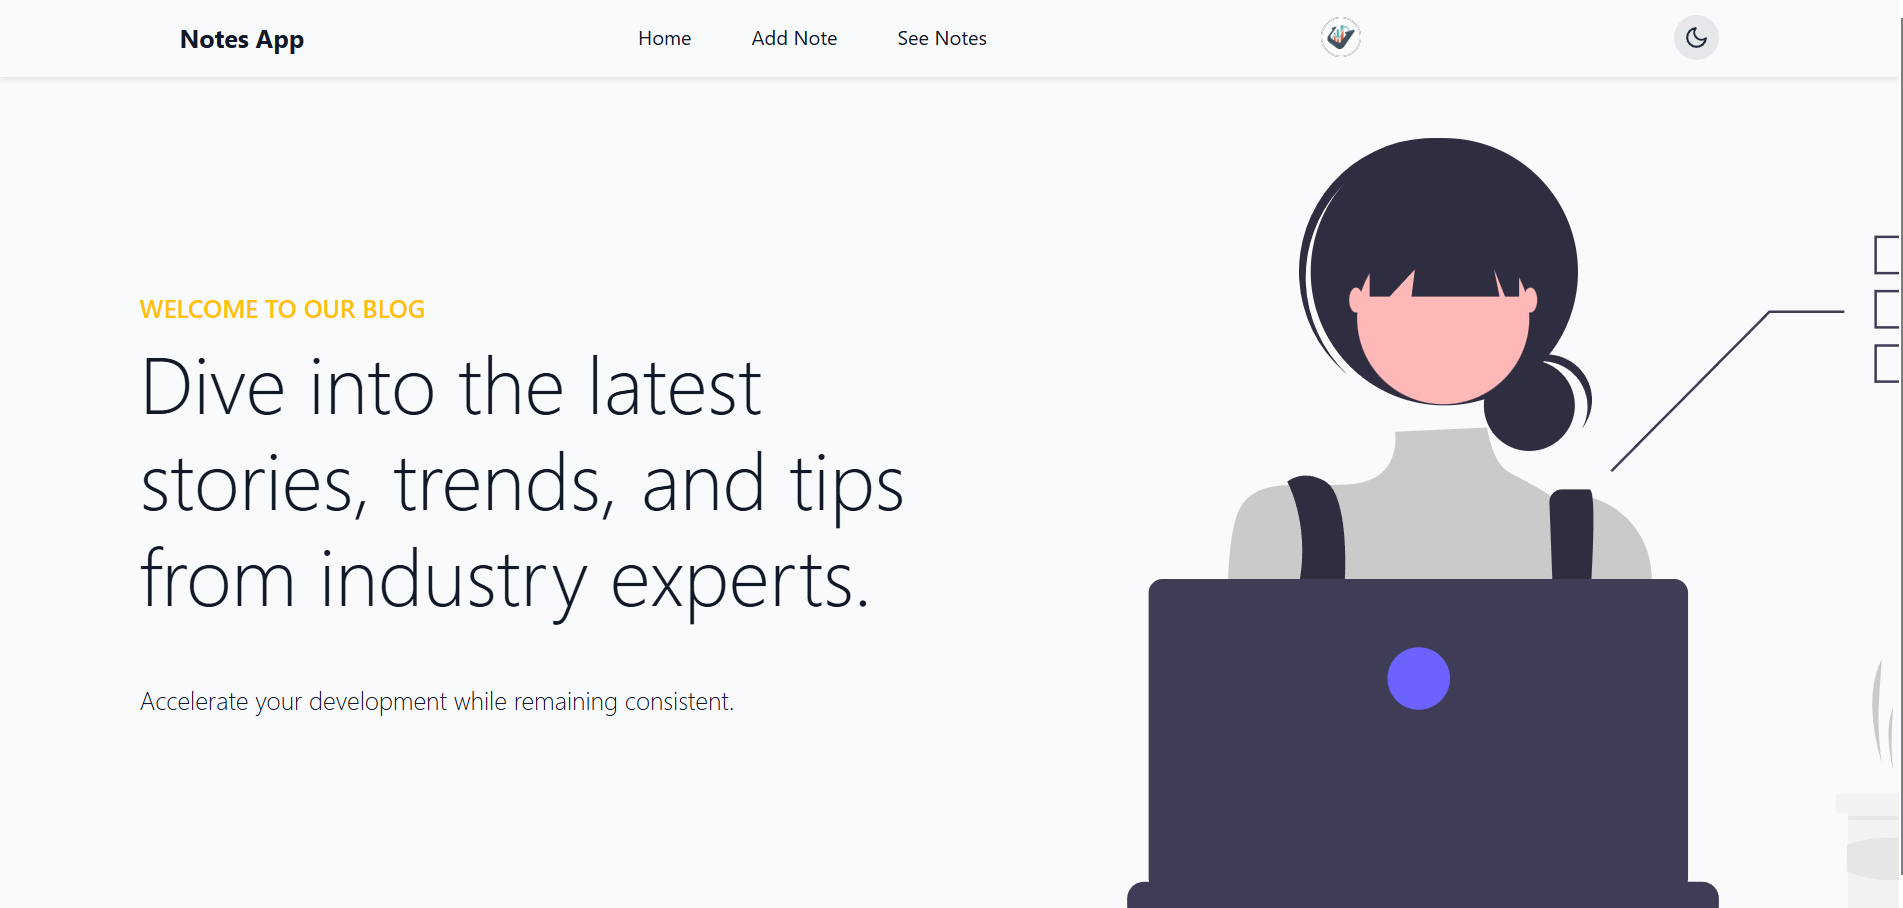 Notes App
Home
Add Note
See Notes
WELCOME TO OUR BLOG
Dive into the latest
stories, trends, and tips
from industry experts.
Accelerate your development while remaining consistent.